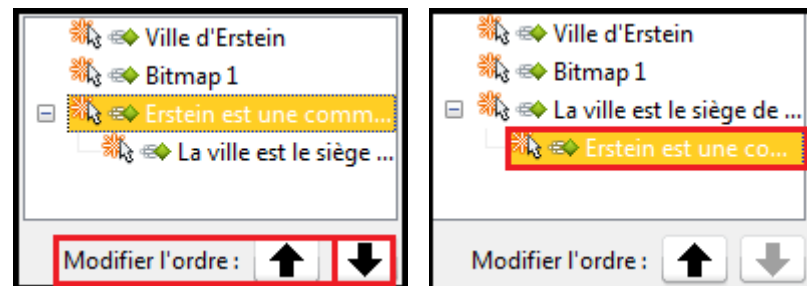 Ville d'Erstein
Bitmap 1
Erstein est une comm...
La ville est le siège ...
Modifier l'ordre :
Ville d'Erstein
Bitmap 1
La ville est le siège de ...
Erstein est une co...
Modifier l'ordre :